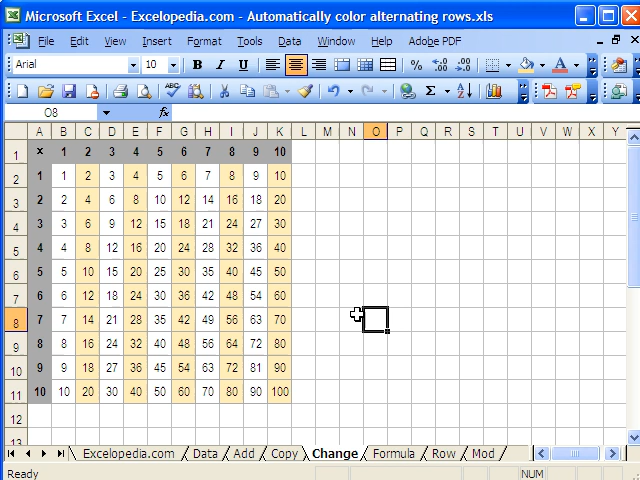 Microsoft Excel - Excelopedia.com - Automatically color alternating rows.xls
File Edit View Insert Format Tools Data Window Help Adobe PDF
Arial 10 B I U %
O8 fx
A B C D E F G H I J K L M N O P Q R S T U V W X Y
1 x 1 2 3 4 5 6 7 8 9 10
2 1 1 2 3 4 5 6 7 8 9 10
3 2 2 4 6 8 10 12 14 16 18 20
4 3 3 6 9 12 15 18 21 24 27 30
5 4 4 8 12 16 20 24 28 32 36 40
6 5 5 10 15 20 25 30 35 40 45 50
7 6 6 12 18 24 30 36 42 48 54 60
8 7 7 14 21 28 35 42 49 56 63 70
9 8 8 16 24 32 40 48 56 64 72 80
10 9 9 18 27 36 45 54 63 72 81 90
11 10 10 20 30 40 50 60 70 80 90 100
12
13
Excelopedia.com Data Add Copy Change Formula Row Mod
Ready NUM